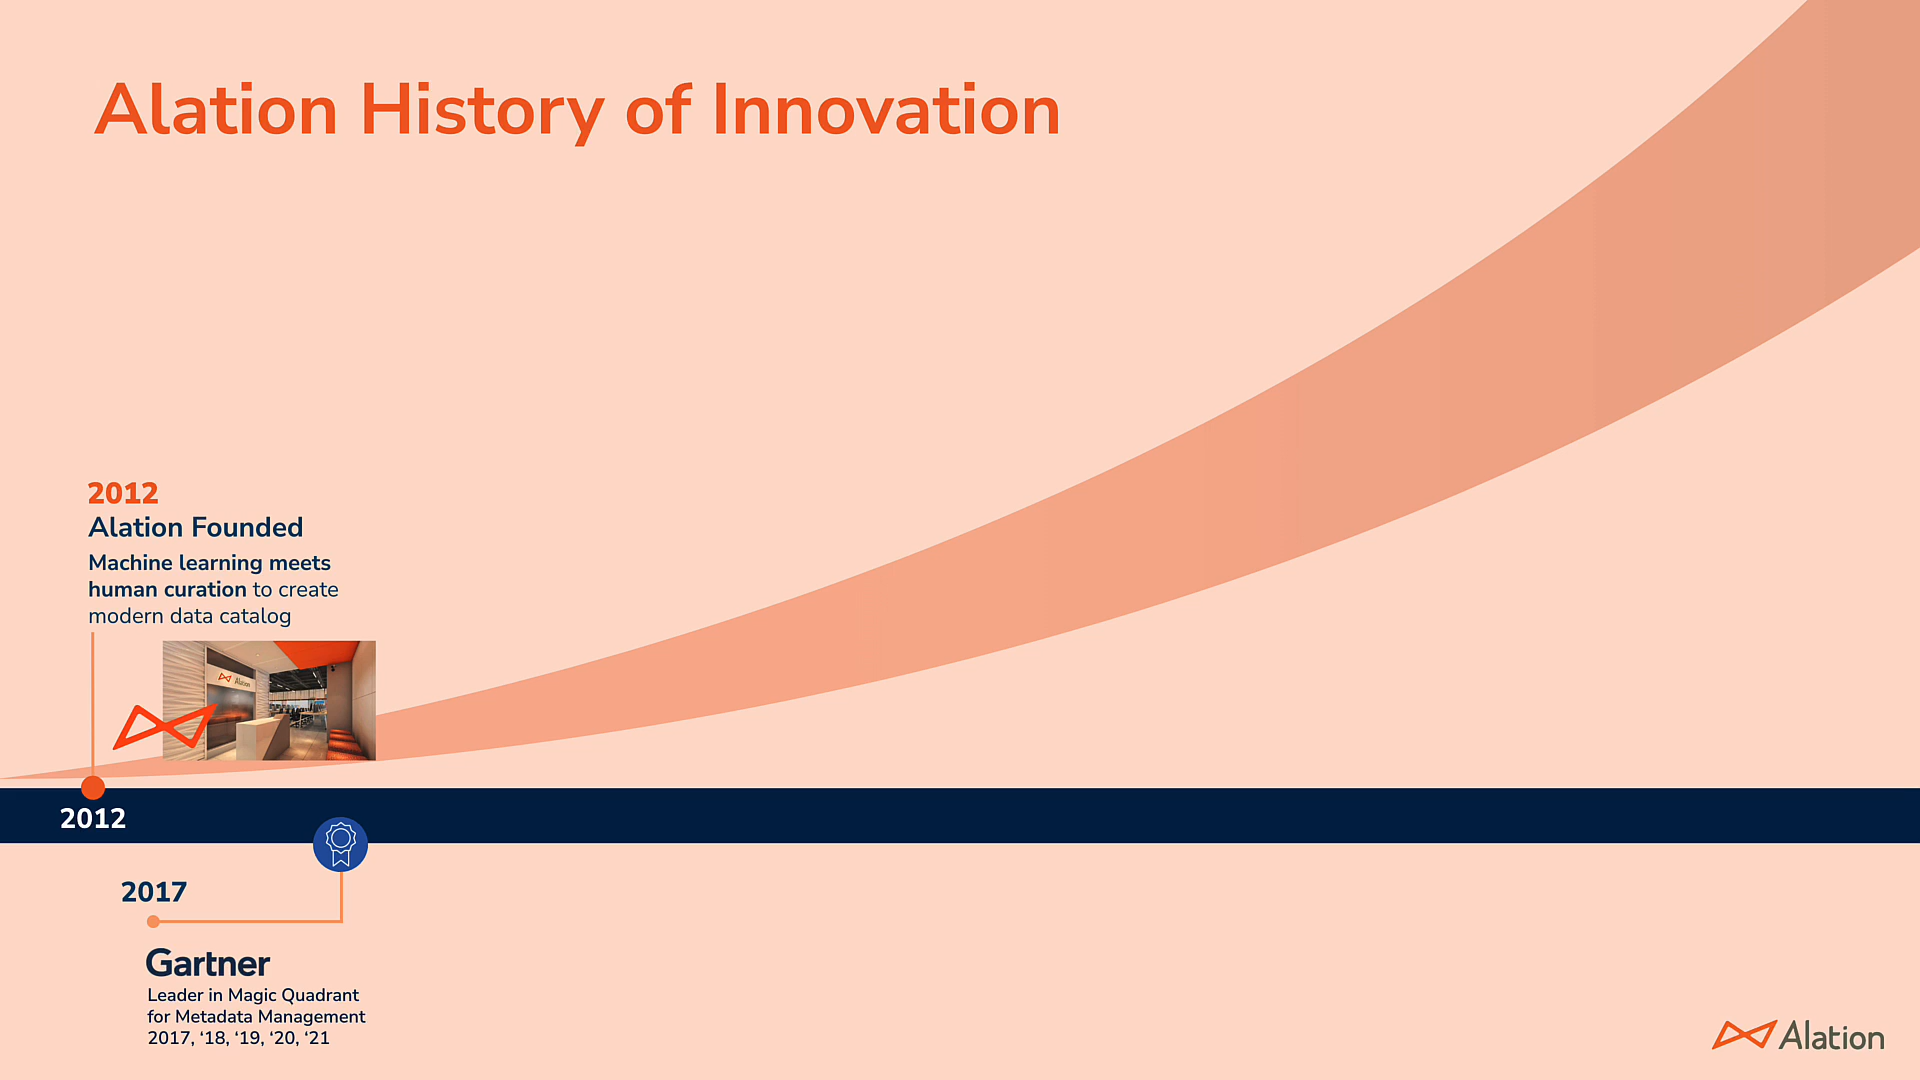 Alation History of Innovation
2012
Alation Founded
Machine learning meets
human curation to create
modern data catalog
Alation
2012
2017
Gartner
Leader in Magic Quadrant
for Metadata Management
2017, ‘18, ‘19, ‘20, ‘21
Alation